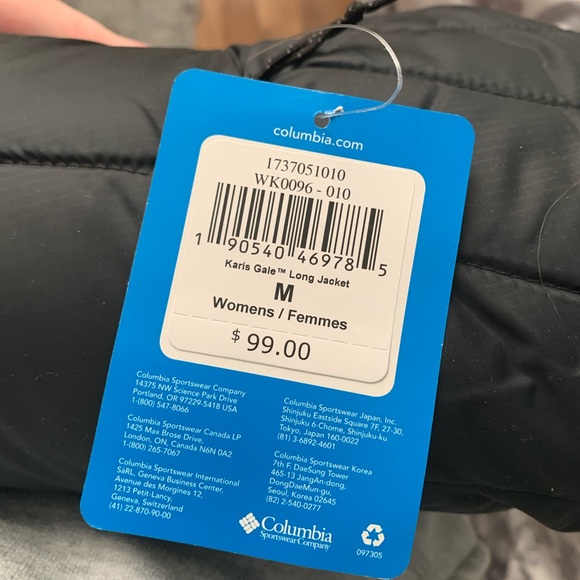 columbia.com
1737051010
WK0096 - 010
1 90540 46978 5
Karis Gale™ Long Jacket
M
Womens / Femmes
$ 99.00
Columbia Sportswear Company
14375 NW Science Park Drive
Portland, OR 97229-5418 USA
1-(800) 547-8066
Columbia Sportswear Canada LP
1425 Max Brose Drive,
London, ON, Canada N6N 0A2
1-(800) 265-7067
Columbia Sportswear International
SàRL, Geneva Business Center,
Avenue des Morgines 12,
1213 Petit-Lancy,
Geneva, Switzerland
(41) 22-870-90-00
Columbia Sportswear Japan, Inc.
Shinjuku Eastside Square 7F, 27-30,
Shinjuku 6-Chome, Shinjuku-ku
Tokyo, Japan 160-0022
(81) 3-6892-4601
Columbia Sportswear Korea
7th F. DaeSung Tower
465-13 JangAn-dong,
DongDaeMun-gu,
Seoul, Korea 02645
(82) 2-540-0277
Columbia
Sportswear Company
097305